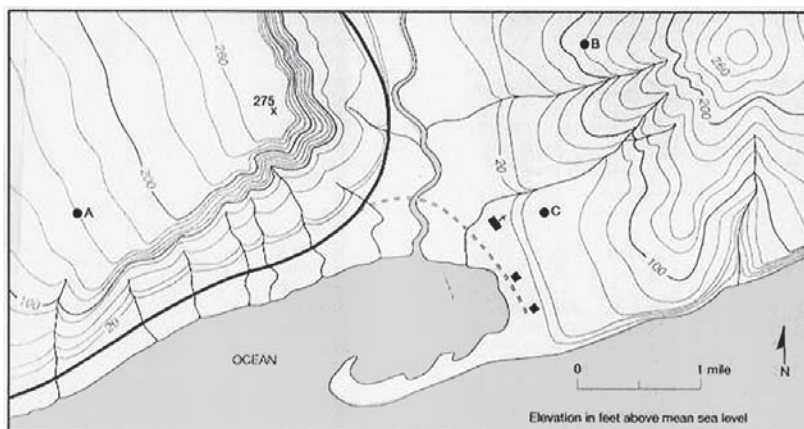 260
275
x
B
260
200
200
20
A
C
100
100
20
OCEAN
0
1 mile
N
Elevation in feet above mean sea level